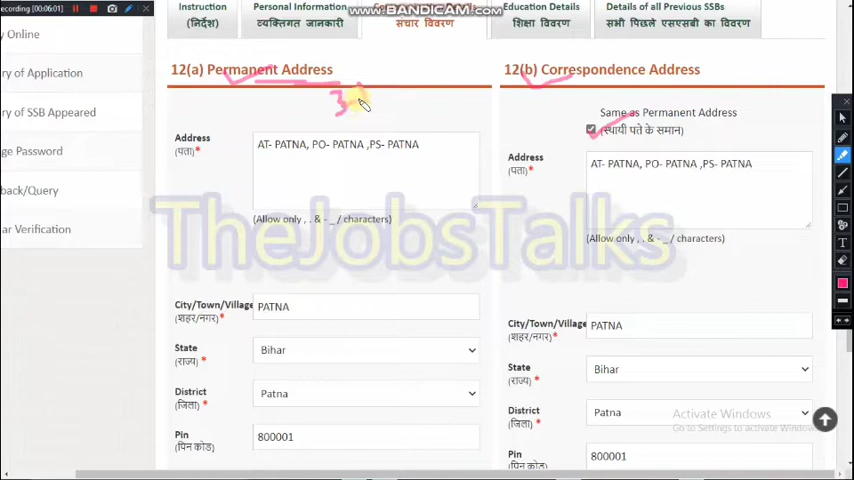 recording [00:06:01]
WWW.BANDICAM.COM
Instruction
(निर्देश)
Personal Information
व्यक्तिगत जानकारी
संचार विवरण
Education Details
शिक्षा विवरण
Details of all Previous SSBs
सभी पिछले एसएसबी का विवरण
y Online
ry of Application
ry of SSB Appeared
nge Password
back/Query
ar Verification
12(a) Permanent Address
12(b) Correspondence Address
3
Same as Permanent Address
(स्थायी पते के समान)
Address
(पता)*
AT- PATNA, PO- PATNA ,PS- PATNA
(Allow only , . & - _ / characters)
Address
(पता)*
AT- PATNA, PO- PATNA ,PS- PATNA
(Allow only , . & - _ / characters)
TheJobsTalks
City/Town/Village
(शहर/नगर)*
PATNA
State
(राज्य) *
Bihar
District
(जिला) *
Patna
Pin
(पिन कोड)
800001
City/Town/Village
(शहर/नगर)*
PATNA
State
(राज्य) *
Bihar
District
(जिला) *
Patna
Pin
(पिन कोड)
800001
Activate Windows
Go to Settings to activate Windows.